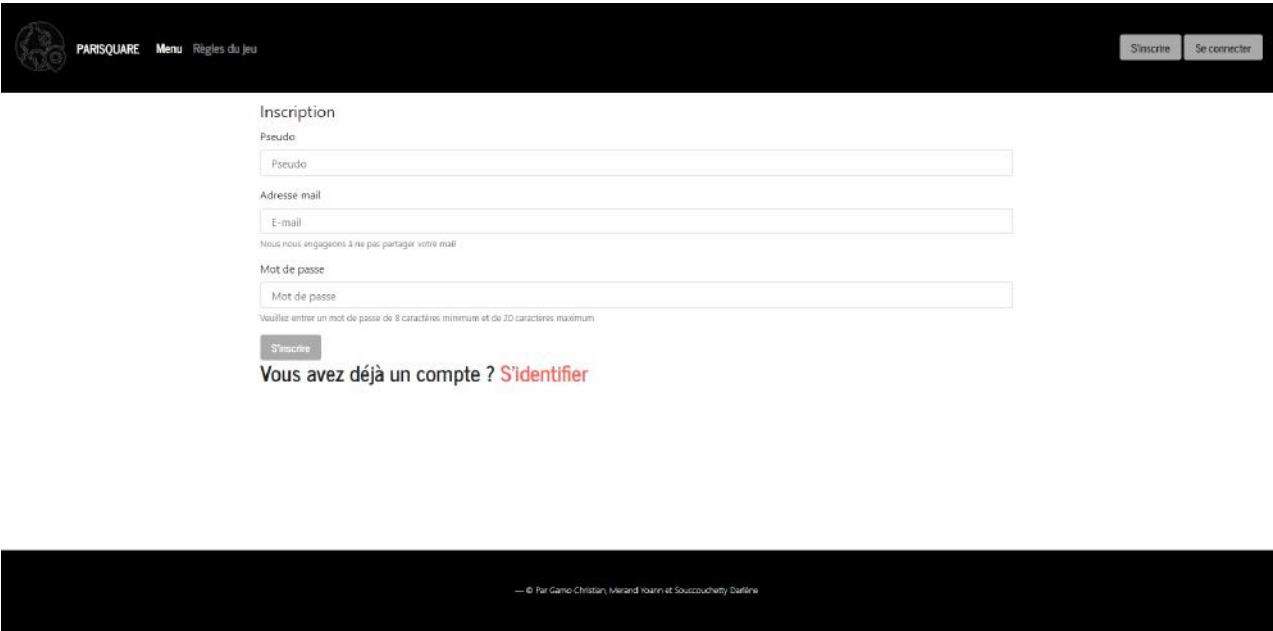 PARISQUARE Menu Règles du jeu S'inscrire Se connecter
Inscription
Pseudo
Pseudo
Adresse mail
E-mail
Nous nous engageons à ne pas partager votre mail
Mot de passe
Mot de passe
Veuillez entrer un mot de passe de 8 caractères minimum et de 20 caractères maximum
S'inscrire
Vous avez déjà un compte ? S'identifier
— © Par Gamo Christian, Merand Yoann et Souccouchetty Darlène